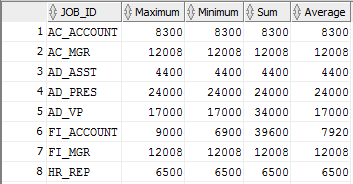 JOB_ID Maximum Minimum Sum Average
1 AC_ACCOUNT 8300 8300 8300 8300
2 AC_MGR 12008 12008 12008 12008
3 AD_ASST 4400 4400 4400 4400
4 AD_PRES 24000 24000 24000 24000
5 AD_VP 17000 17000 34000 17000
6 FI_ACCOUNT 9000 6900 39600 7920
7 FI_MGR 12008 12008 12008 12008
8 HR_REP 6500 6500 6500 6500